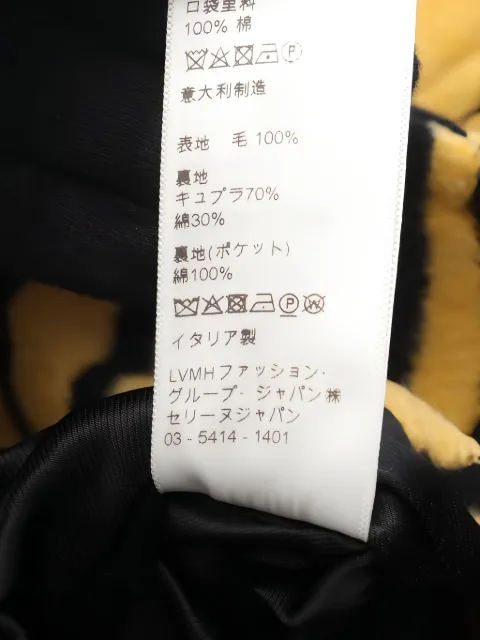 口袋里料
100% 棉
意大利制造
表地 毛 100%
裏地
キュプラ70%
綿30%
裏地(ポケット)
綿100%
イタリア製
LVMHファッション・
グループ・ジャパン㈱
セリーヌジャパン
03-5414-1401